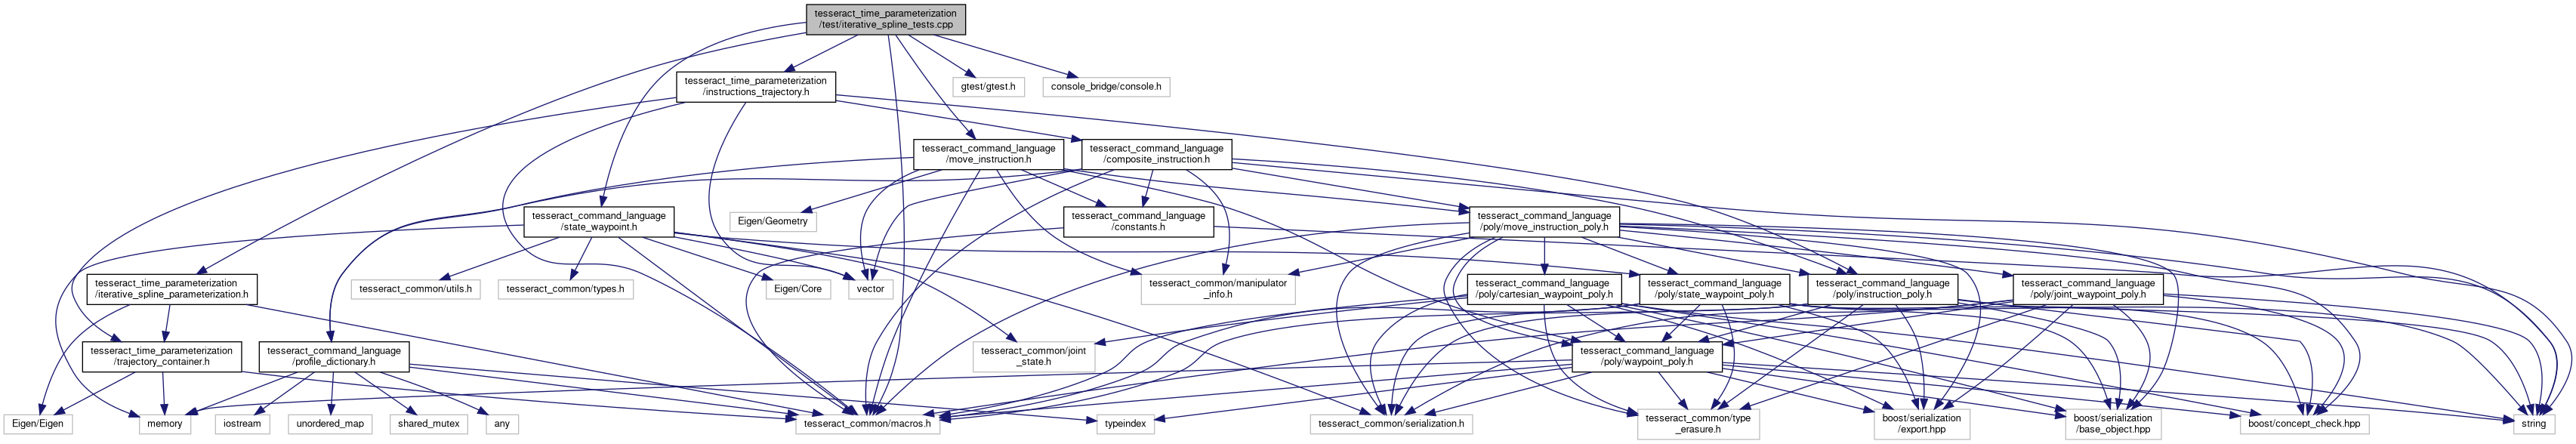 tesseract_time_parameterization
/test/iterative_spline_tests.cpp
tesseract_time_parameterization
/instructions_trajectory.h
gtest/gtest.h
console_bridge/console.h
tesseract_command_language
/move_instruction.h
tesseract_command_language
/composite_instruction.h
tesseract_command_language
/state_waypoint.h
Eigen/Geometry
tesseract_command_language
/constants.h
tesseract_command_language
/poly/move_instruction_poly.h
tesseract_time_parameterization
/iterative_spline_parameterization.h
tesseract_common/utils.h
tesseract_common/types.h
Eigen/Core
vector
tesseract_common/manipulator
_info.h
tesseract_command_language
/poly/cartesian_waypoint_poly.h
tesseract_command_language
/poly/state_waypoint_poly.h
tesseract_command_language
/poly/instruction_poly.h
tesseract_command_language
/poly/joint_waypoint_poly.h
tesseract_time_parameterization
/trajectory_container.h
tesseract_command_language
/profile_dictionary.h
tesseract_common/joint
_state.h
tesseract_command_language
/poly/waypoint_poly.h
Eigen/Eigen
memory
iostream
unordered_map
shared_mutex
any
tesseract_common/macros.h
typeindex
tesseract_common/serialization.h
tesseract_common/type
_erasure.h
boost/serialization
/export.hpp
boost/serialization
/base_object.hpp
boost/concept_check.hpp
string